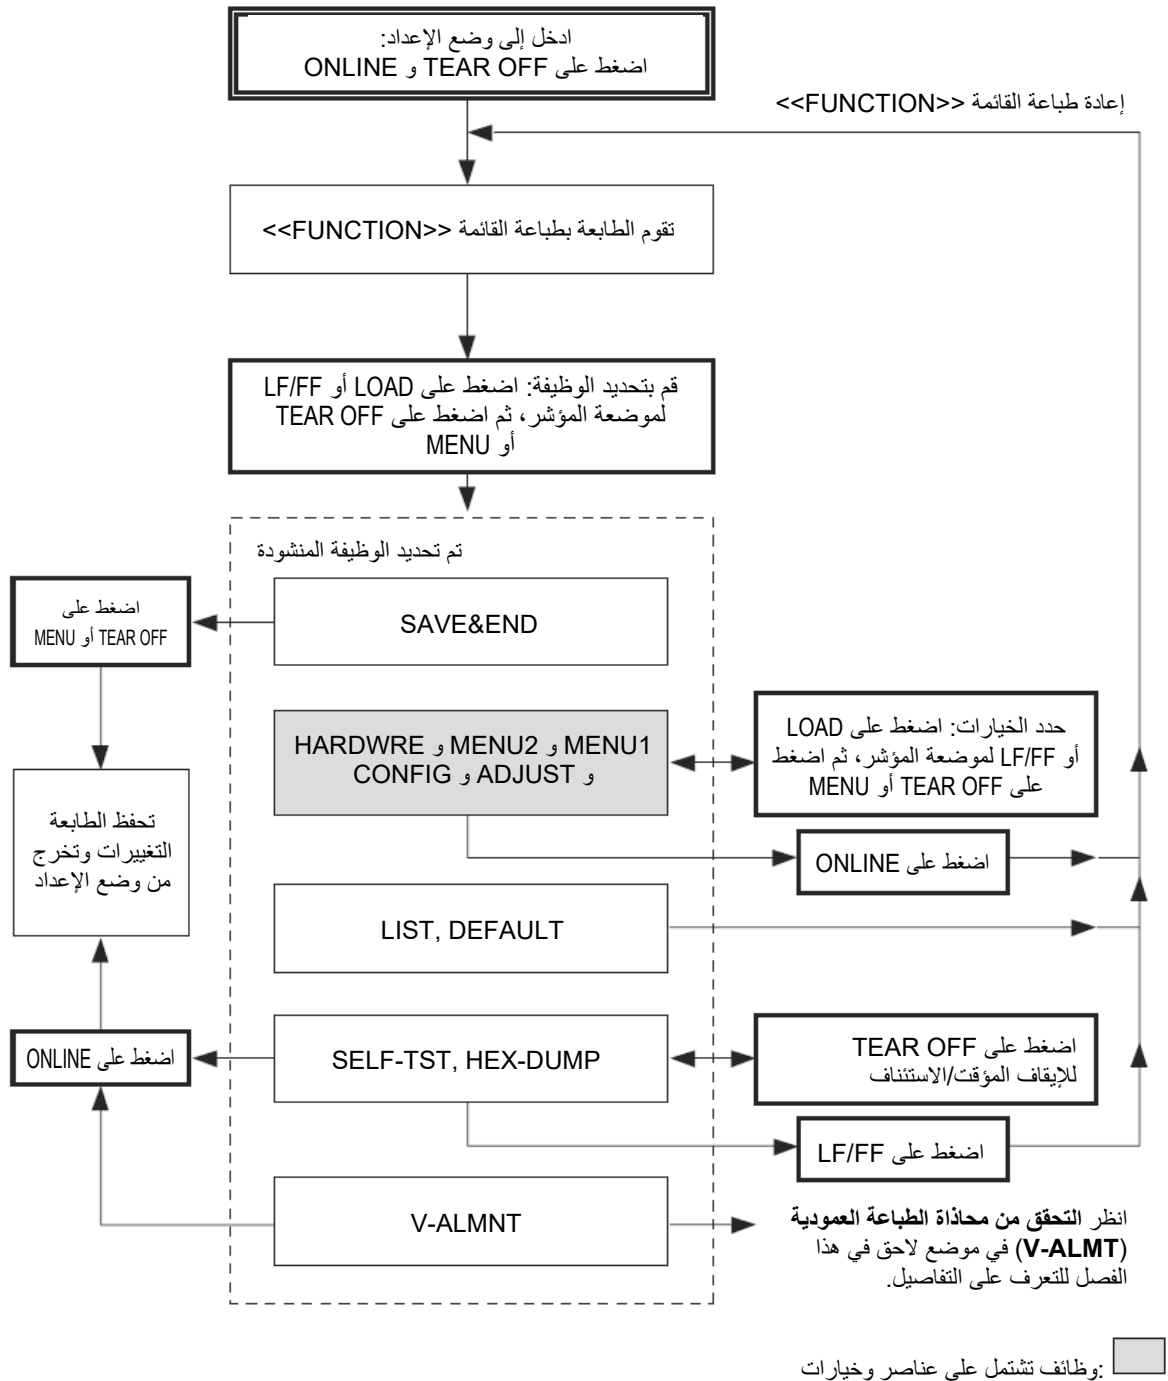 ادخل إلى وضع الإعداد:
اضغط على TEAR OFF و ONLINE
إعادة طباعة القائمة <<FUNCTION>>
تقوم الطابعة بطباعة القائمة <<FUNCTION>>
قم بتحديد الوظيفة: اضغط على LOAD أو LF/FF
لموضعة المؤشر، ثم اضغط على TEAR OFF
أو MENU
تم تحديد الوظيفة المنشودة
SAVE&END
اضغط على
TEAR OFF أو MENU
MENU1 و MENU2 و HARDWRE
و ADJUST و CONFIG
حدد الخيارات: اضغط على LOAD
أو LF/FF لموضعة المؤشر، ثم اضغط
على TEAR OFF أو MENU
تحفظ الطابعة
التغييرات وتخرج
من وضع الإعداد
اضغط على ONLINE
LIST, DEFAULT
SELF-TST, HEX-DUMP
اضغط على ONLINE
اضغط على TEAR OFF
للإيقاف المؤقت/الاستئناف
اضغط على LF/FF
V-ALMNT
انظر التحقق من محاذاة الطباعة العمودية
(V-ALMT) في موضع لاحق في هذا
الفصل للتعرف على التفاصيل.
:وظائف تشتمل على عناصر وخيارات